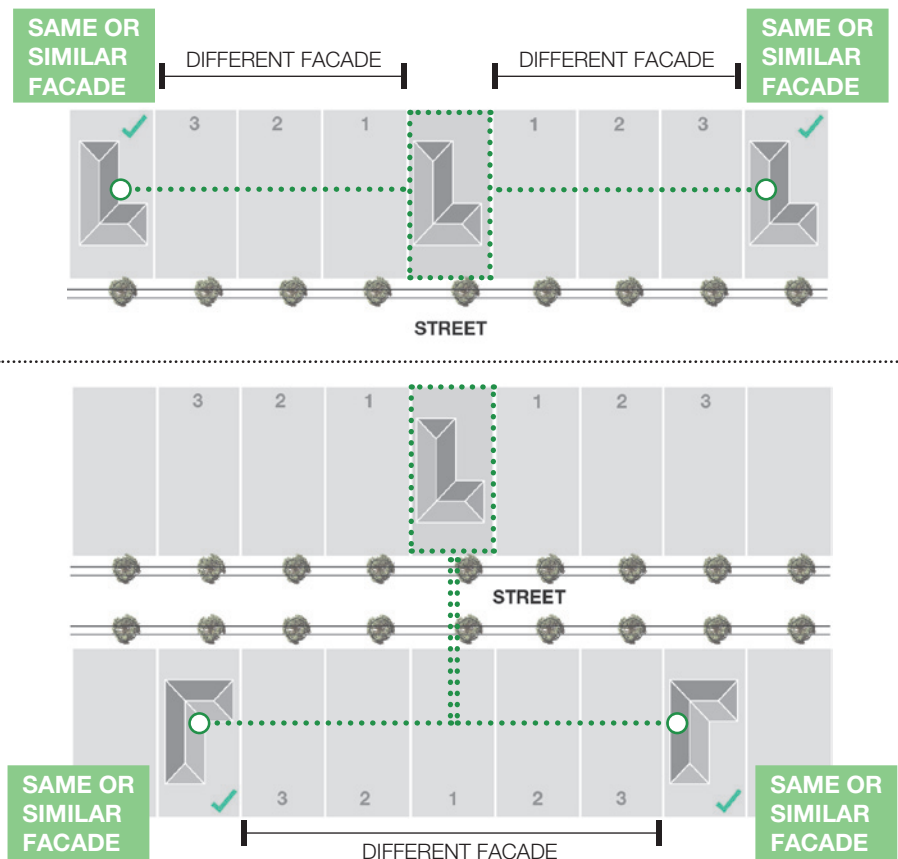 SAME OR
SIMILAR
FACADE
DIFFERENT FACADE
DIFFERENT FACADE
SAME OR
SIMILAR
FACADE
3 2 1 1 2 3
STREET
3 2 1 1 2 3
STREET
SAME OR
SIMILAR
FACADE
3 2 1 2 3
DIFFERENT FACADE
SAME OR
SIMILAR
FACADE